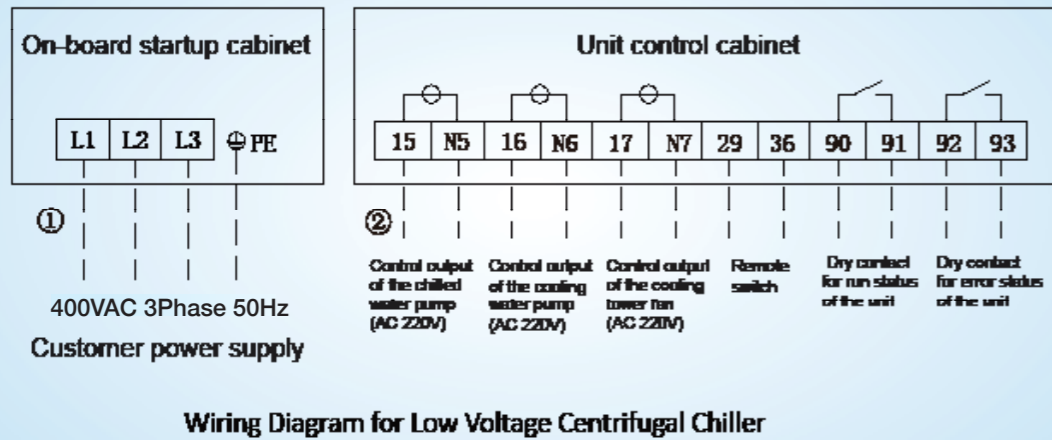 On-board startup cabinet
L1 L2 L3 PE
①
400VAC 3Phase 50Hz
Customer power supply
Unit control cabinet
15 N5 16 N6 17 N7 29 36 90 91 92 93
②
Control output
of the chilled
water pump
(AC 220V)
Control output
of the cooling
water pump
(AC 220V)
Control output
of the cooling
tower fan
(AC 220V)
Remote
switch
Dry contact
for run status
of the unit
Dry contact
for error status
of the unit
Wiring Diagram for Low Voltage Centrifugal Chiller